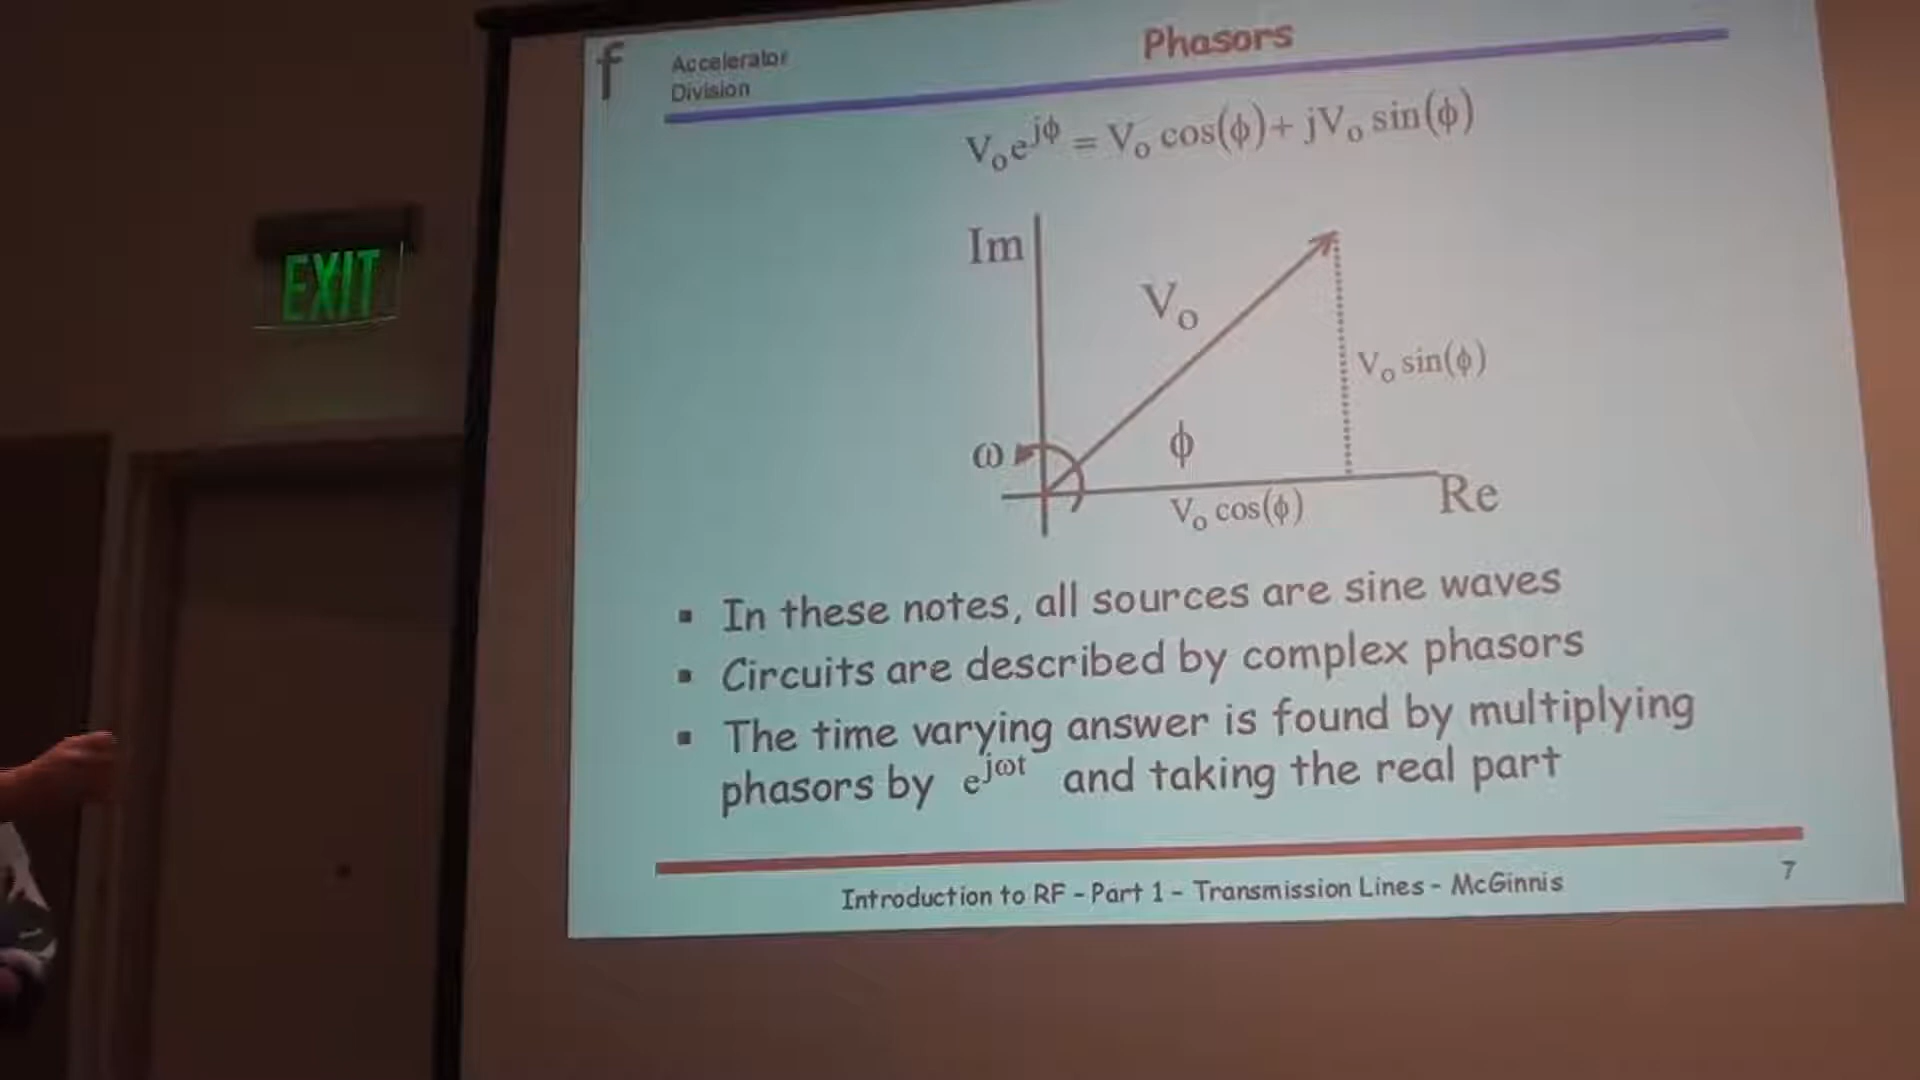 f
Accelerator
Division
Phasors
V₀e^jϕ = V₀ cos(ϕ)+ jV₀ sin(ϕ)
EXIT
Im
V₀
V₀ sin(ϕ)
ω
ϕ
V₀ cos(ϕ)
Re
▪ In these notes, all sources are sine waves
▪ Circuits are described by complex phasors
▪ The time varying answer is found by multiplying
phasors by e^jωt and taking the real part
Introduction to RF - Part 1 - Transmission Lines - McGinnis
7